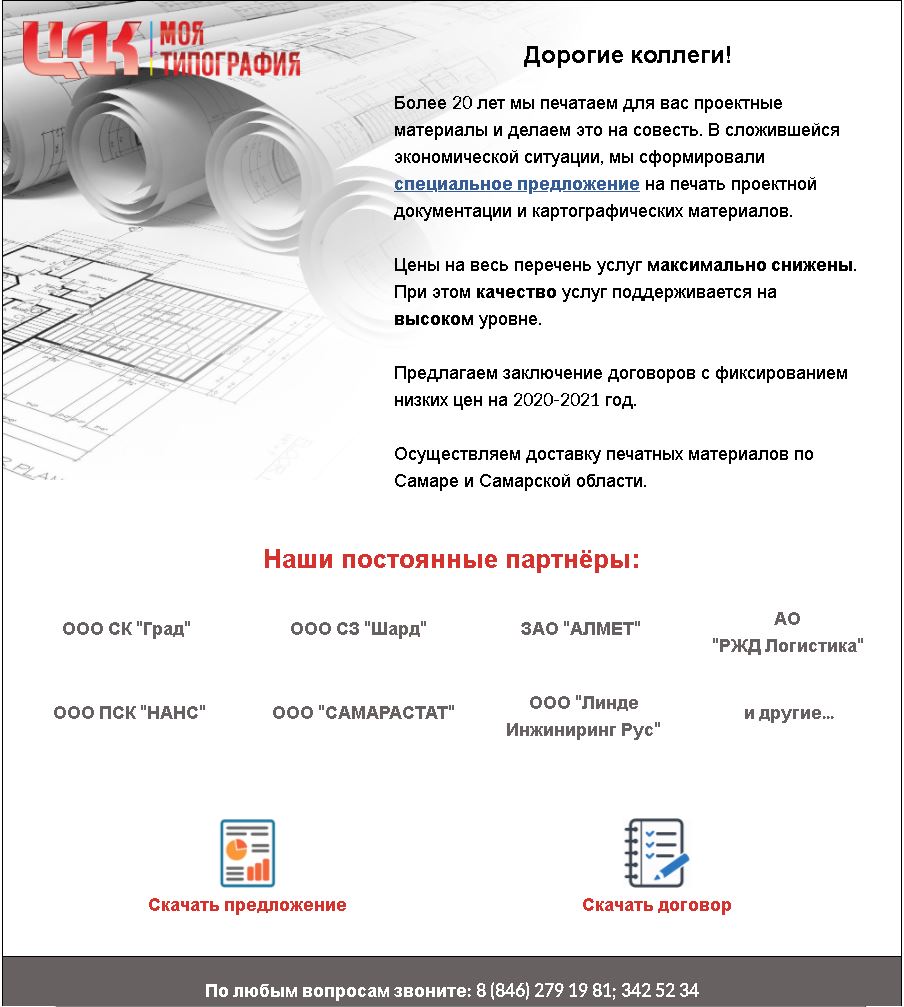 ЦДК МОЯ
ТИПОГРАФИЯ
Дорогие коллеги!
Более 20 лет мы печатаем для вас проектные
материалы и делаем это на совесть. В сложившейся
экономической ситуации, мы сформировали
специальное предложение на печать проектной
документации и картографических материалов.
Цены на весь перечень услуг максимально снижены.
При этом качество услуг поддерживается на
высоком уровне.
Предлагаем заключение договоров с фиксированием
низких цен на 2020-2021 год.
Осуществляем доставку печатных материалов по
Самаре и Самарской области.
Наши постоянные партнёры:
ООО СК "Град"
ООО СЗ "Шард"
ЗАО "АЛМЕТ"
АО
"РЖД Логистика"
ООО ПСК "НАНС"
ООО "САМАРАСТАТ"
ООО "Линде
Инжиниринг Рус"
и другие...
Скачать предложение
Скачать договор
По любым вопросам звоните: 8 (846) 279 19 81; 342 52 34